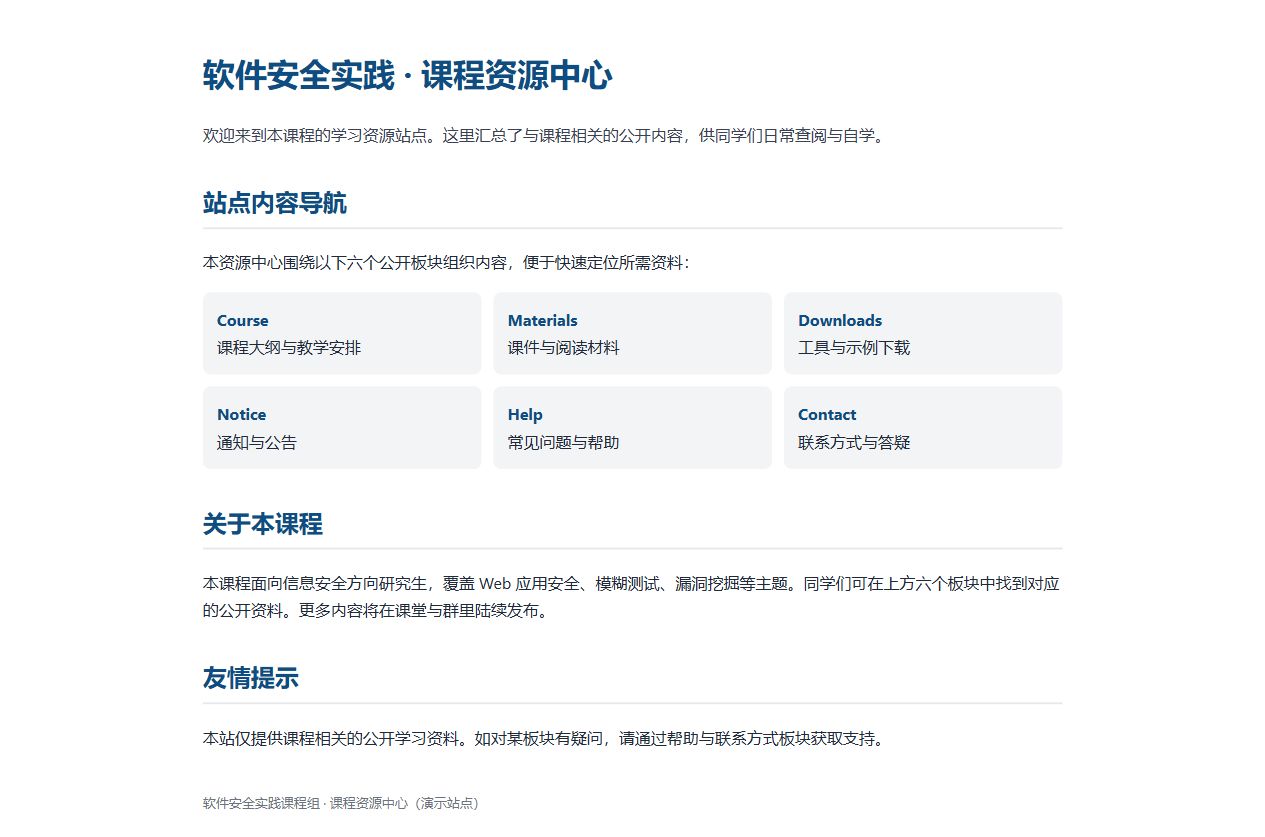 软件安全实践 · 课程资源中心
欢迎来到本课程的学习资源站点。这里汇总了与课程相关的公开内容，供同学们日常查阅与自学。
站点内容导航
本资源中心围绕以下六个公开板块组织内容，便于快速定位所需资料：
Course
课程大纲与教学安排
Materials
课件与阅读材料
Downloads
工具与示例下载
Notice
通知与公告
Help
常见问题与帮助
Contact
联系方式与答疑
关于本课程
本课程面向信息安全方向研究生，覆盖 Web 应用安全、模糊测试、漏洞挖掘等主题。同学们可在上方六个板块中找到对应
的公开资料。更多内容将在课堂与群里陆续发布。
友情提示
本站仅提供课程相关的公开学习资料。如对某板块有疑问，请通过帮助与联系方式板块获取支持。
软件安全实践课程组 · 课程资源中心（演示站点）